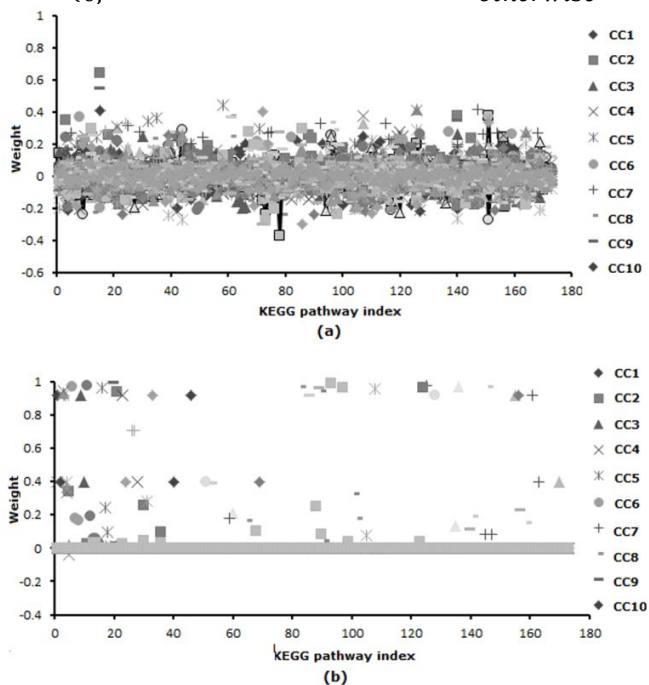 1
0.8
0.6
0.4
0.2
0
-0.2
-0.4
-0.6
Weight
0 20 40 60 80 100 120 140 160 180
KEGG pathway index
(a)
CC1
CC2
CC3
CC4
CC5
CC6
CC7
CC8
CC9
CC10
1
0.8
0.6
0.4
0.2
0
-0.2
-0.4
Weight
0 20 40 60 80 100 120 140 160 180
KEGG pathway index
(b)
CC1
CC2
CC3
CC4
CC5
CC6
CC7
CC8
CC9
CC10